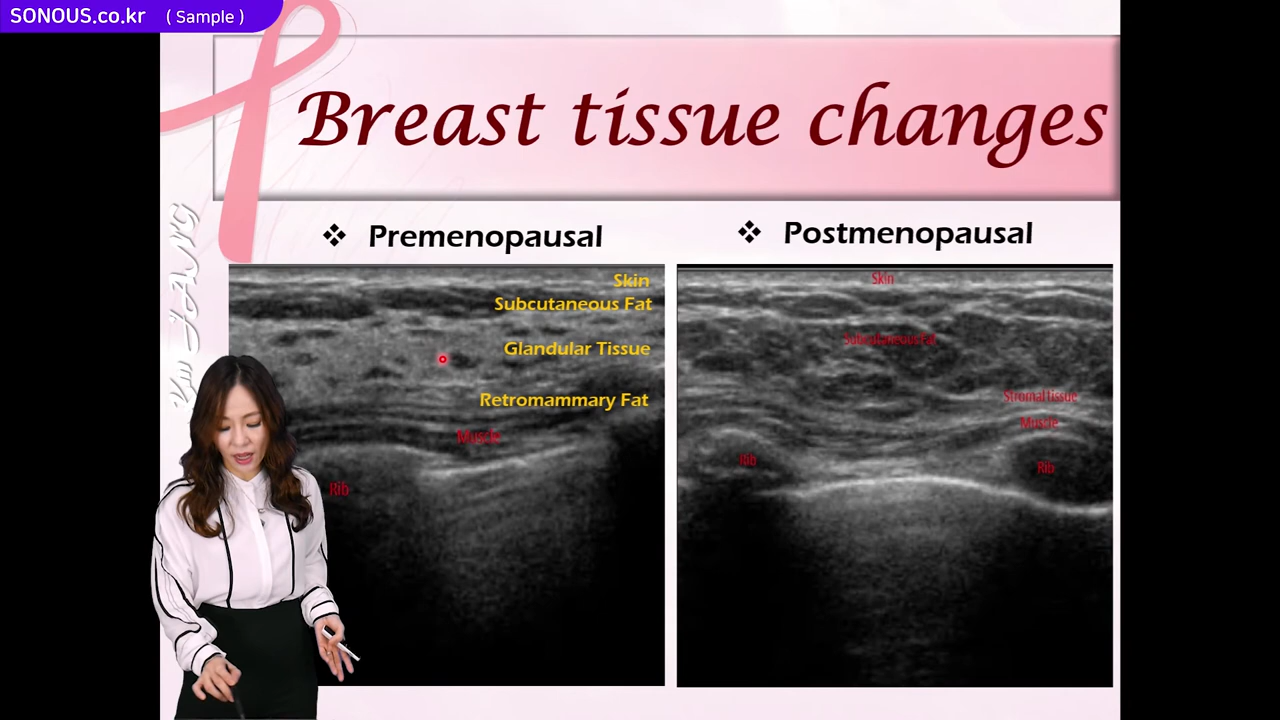 SONOUS.co.kr ( Sample )
Breast tissue changes
❖ Premenopausal
❖ Postmenopausal
Skin
Subcutaneous Fat
Glandular Tissue
Retromammary Fat
Muscle
Rib
Skin
Subcutaneous Fat
Stromal tissue
Muscle
Rib
Rib